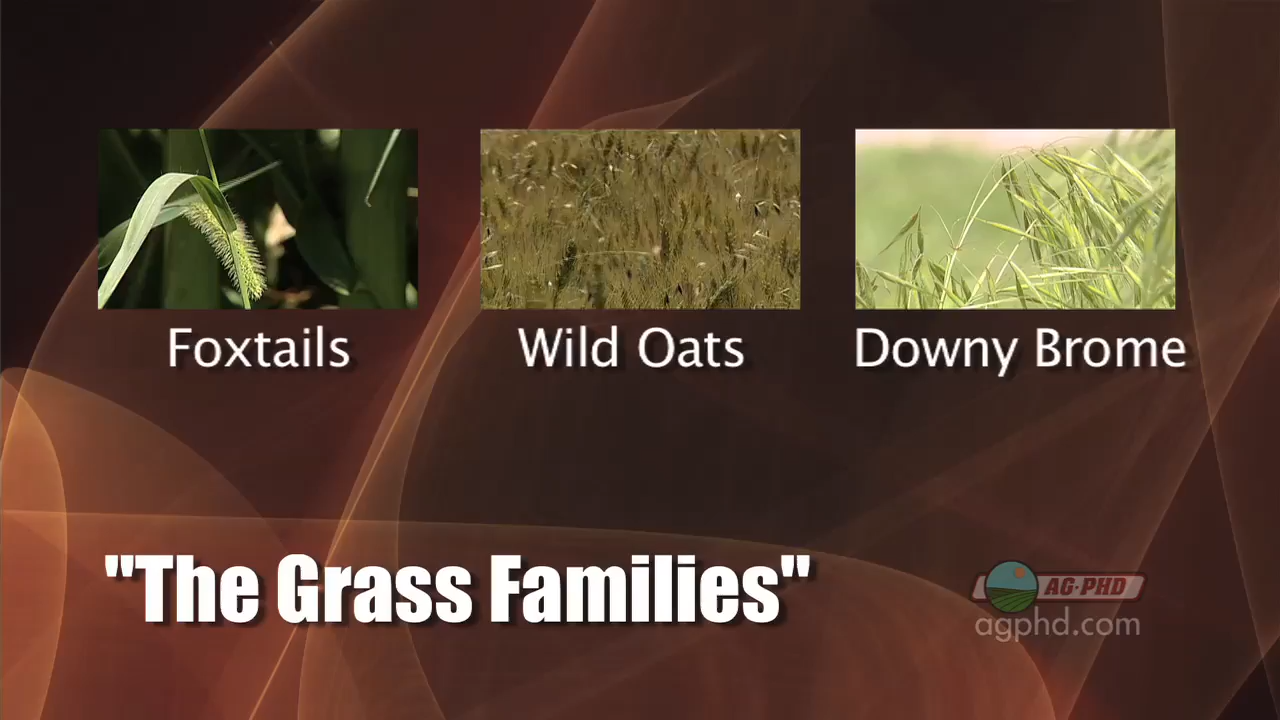 Foxtails
Wild Oats
Downy Brome
"The Grass Families"
AG·PHD
agphd.com